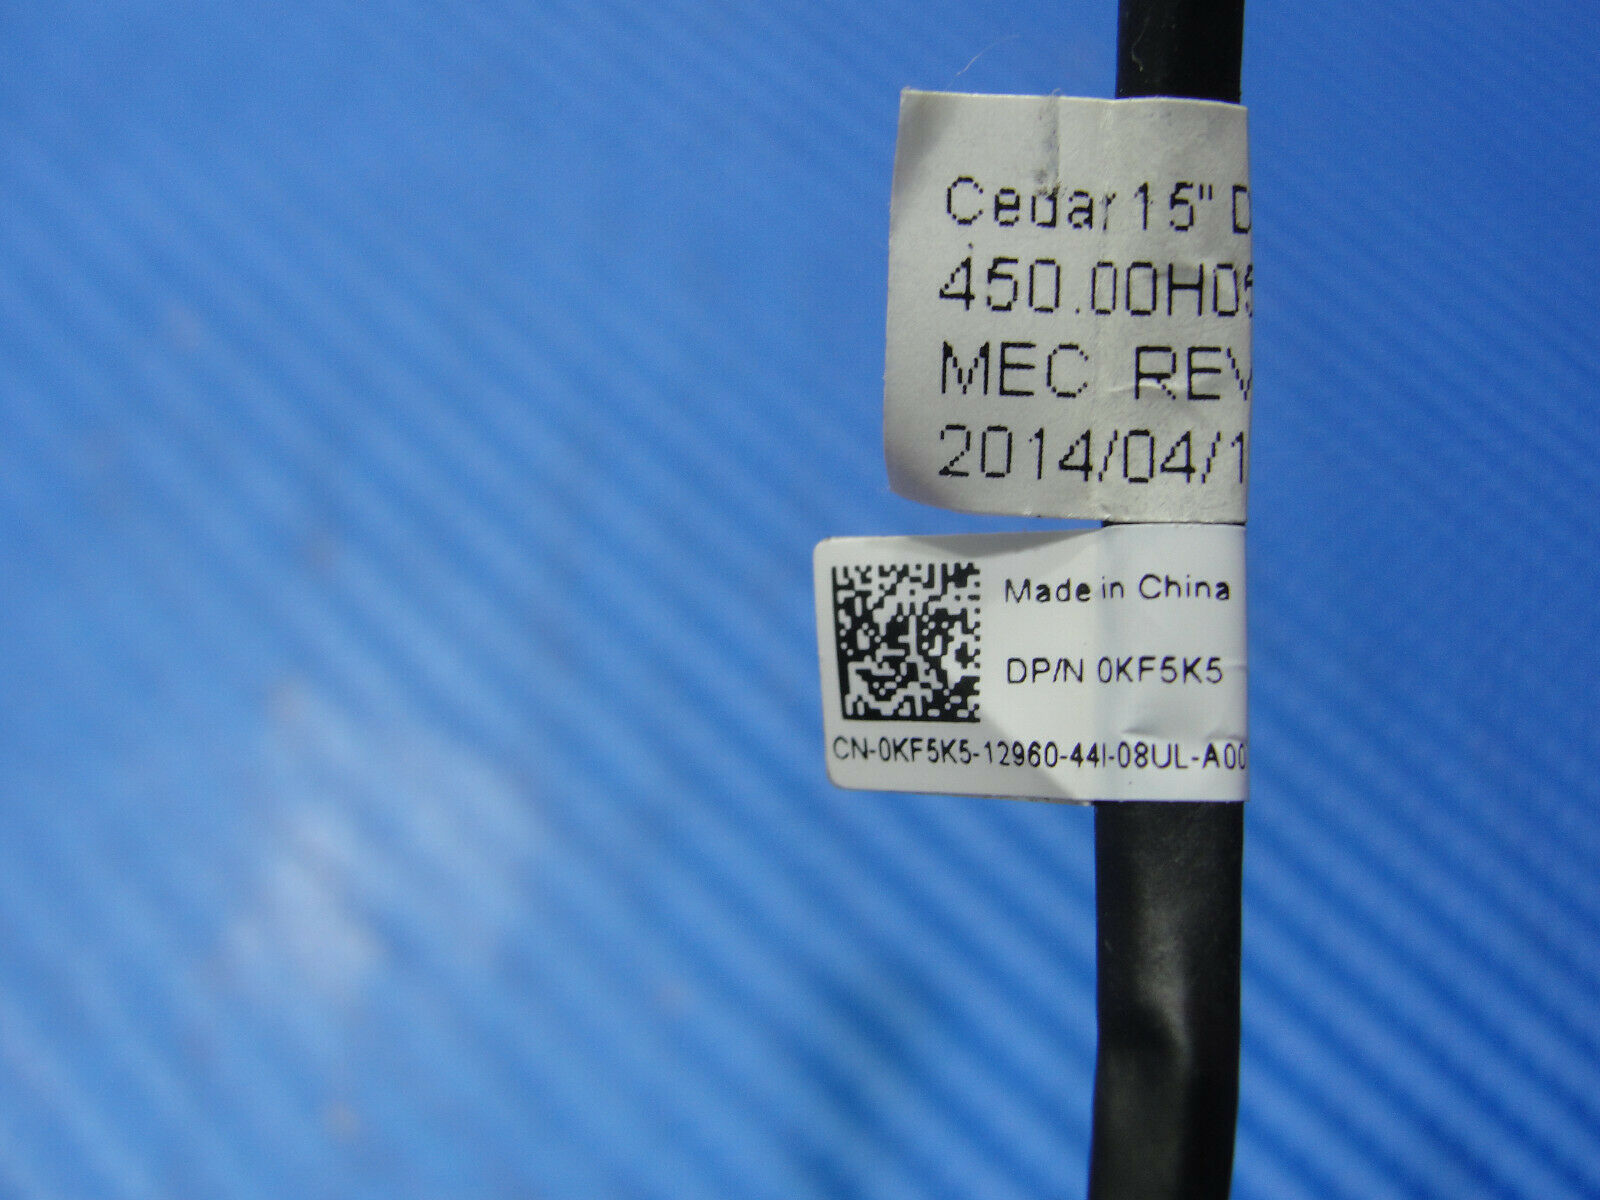 Cedar 15" D
450.00H05
MEC REV
2014/04/1
Made in China
DP/N 0KF5K5
CN-0KF5K5-12960-44I-08UL-A00